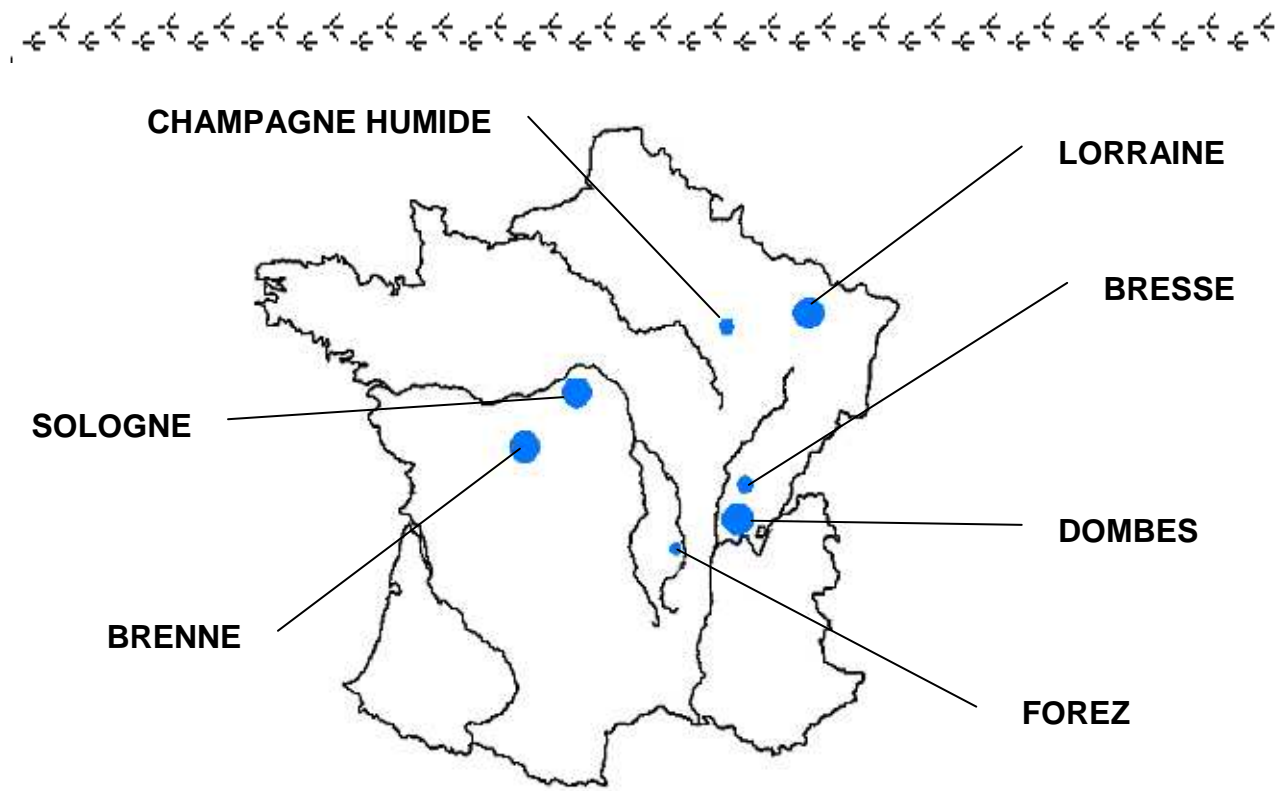 CHAMPAGNE HUMIDE
LORRAINE
BRESSE
SOLOGNE
DOMBES
BRENNE
FOREZ